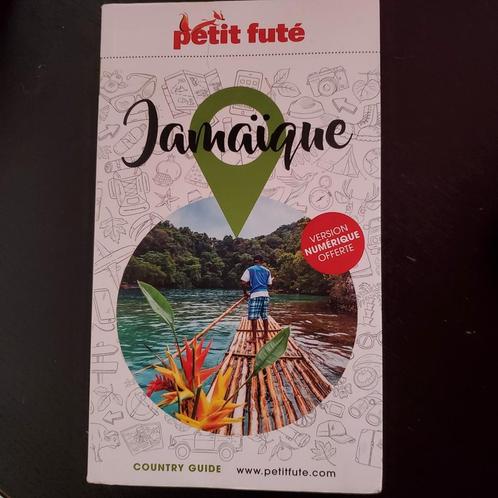 petit futé
Jamaïque
VERSION
NUMÉRIQUE
OFFERTE
COUNTRY GUIDE www.petitfute.com